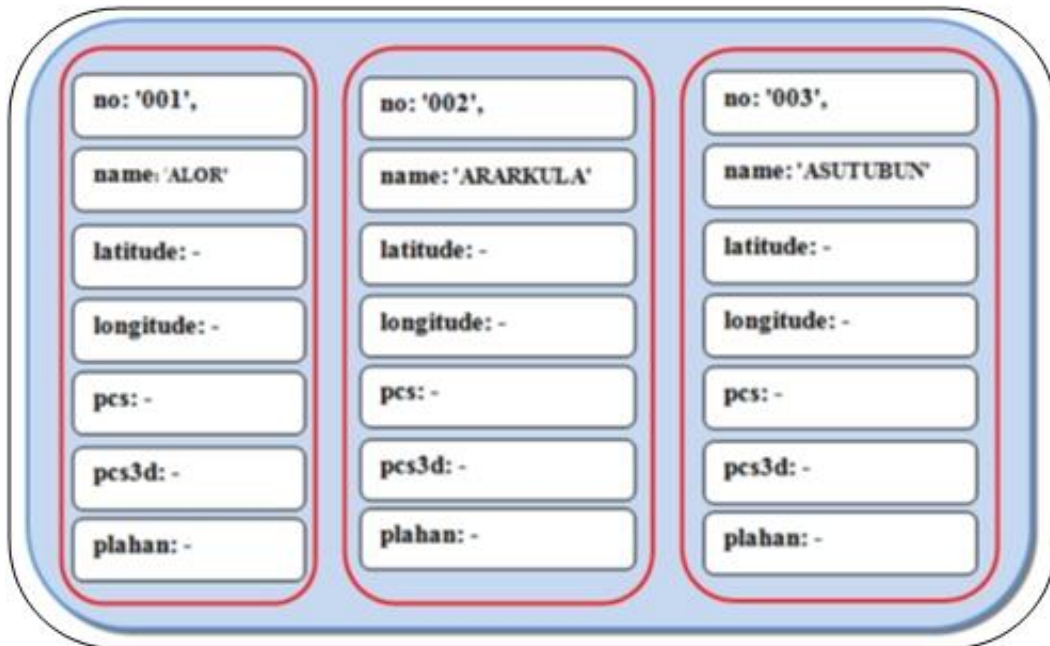 no: '001',
name: 'ALOR'
latitude: -
longitude: -
pcs: -
pcs3d: -
plahan: -
no: '002',
name: 'ARARKULA'
latitude: -
longitude: -
pcs: -
pcs3d: -
plahan: -
no: '003',
name: 'ASUTUBUN'
latitude: -
longitude: -
pcs: -
pcs3d: -
plahan: -